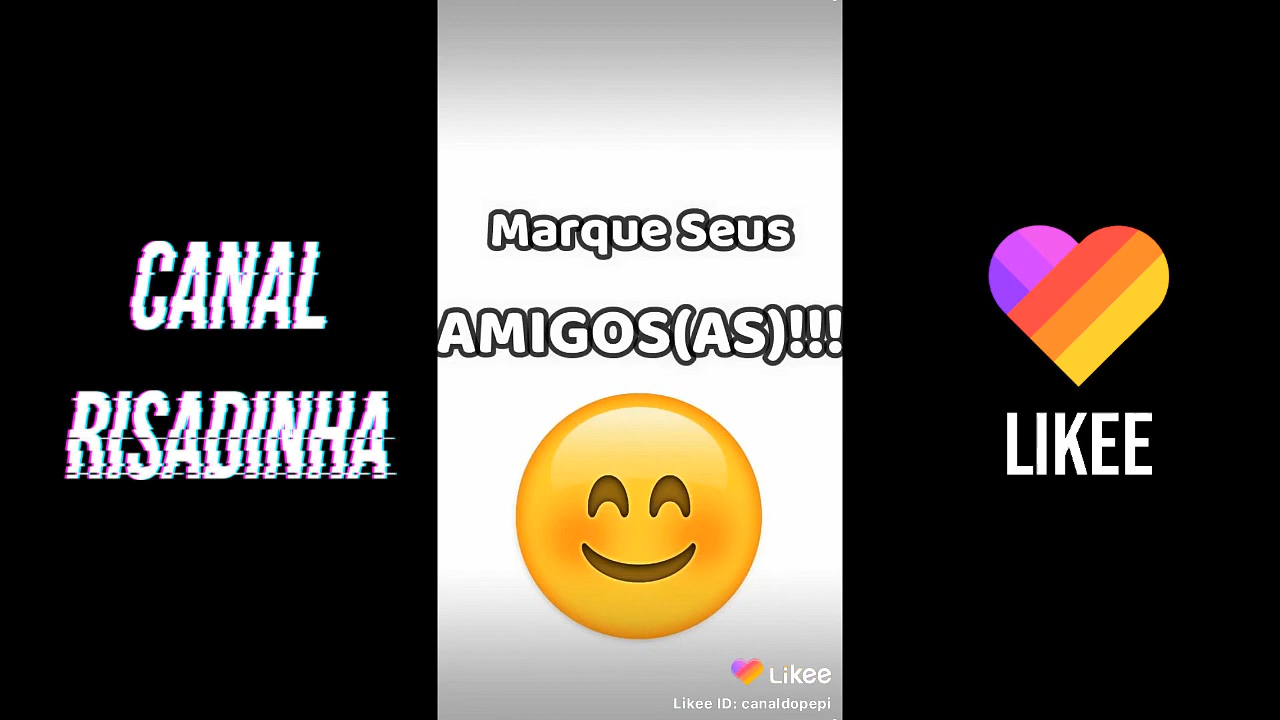 CANAL
RISADINHA
Marque Seus
AMIGOS(AS)!!!
Likee
Likee ID: canaldopepi
LIKEE